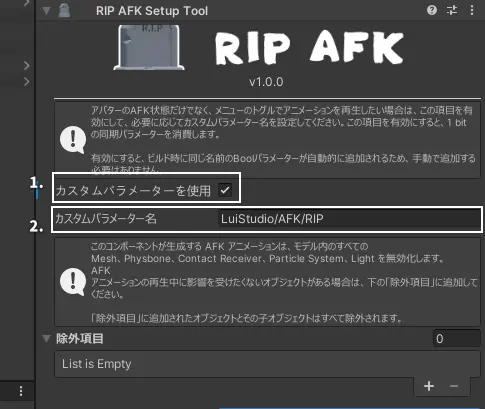 RIP AFK Setup Tool
R.I.P
RIP AFK
v1.0.0
アバターのAFK状態だけでなく、メニューのトグルでアニメーションを再生したい場合は、この項目を有
効にして、必要に応じてカスタムパラメーター名を設定してください。この項目を有効にすると、1 bit
の同期パラメーターを消費します。
有効にすると、ビルド時に同じ名前のBoolパラメーターが自動的に追加されるため、手動で追加する
必要はありません。
1.
カスタムパラメーターを使用
2.
カスタムパラメーター名 LuiStudio/AFK/RIP
このコンポーネントが生成する AFK アニメーションは、モデル内のすべての
Mesh、Physbone、Contact Receiver、Particle System、Light を無効化します。
AFK
アニメーションの再生中に影響を受けたくないオブジェクトがある場合は、下の「除外項目」に追加して
ください。
「除外項目」に追加されたオブジェクトとその子オブジェクトはすべて除外されます。
除外項目 0
List is Empty